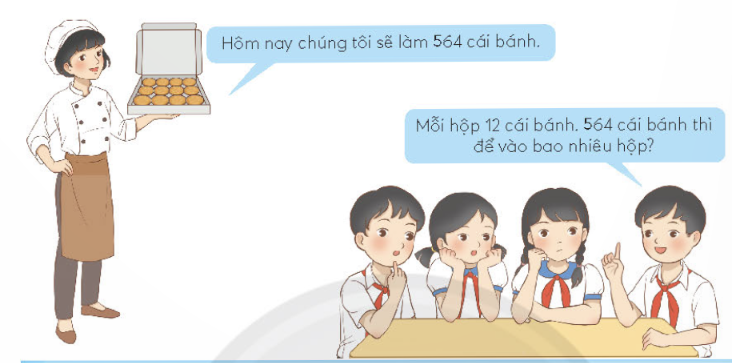 Hôm nay chúng tôi sẽ làm 564 cái bánh.
Mỗi hộp 12 cái bánh. 564 cái bánh thì
để vào bao nhiêu hộp?